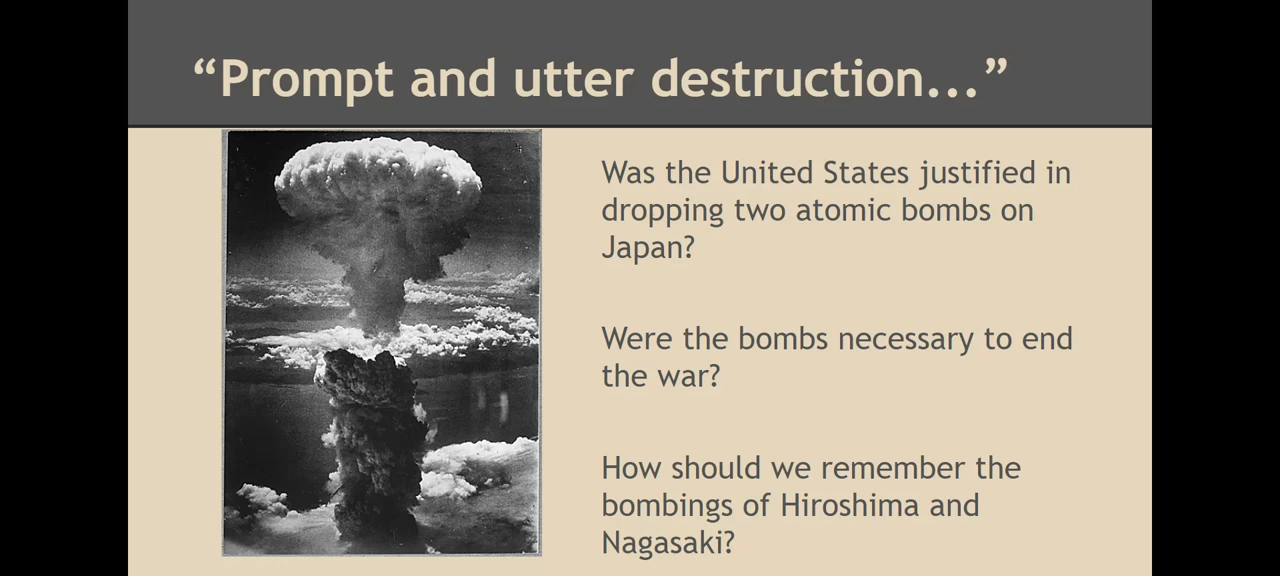 “Prompt and utter destruction...”
Was the United States justified in
dropping two atomic bombs on
Japan?
Were the bombs necessary to end
the war?
How should we remember the
bombings of Hiroshima and
Nagasaki?